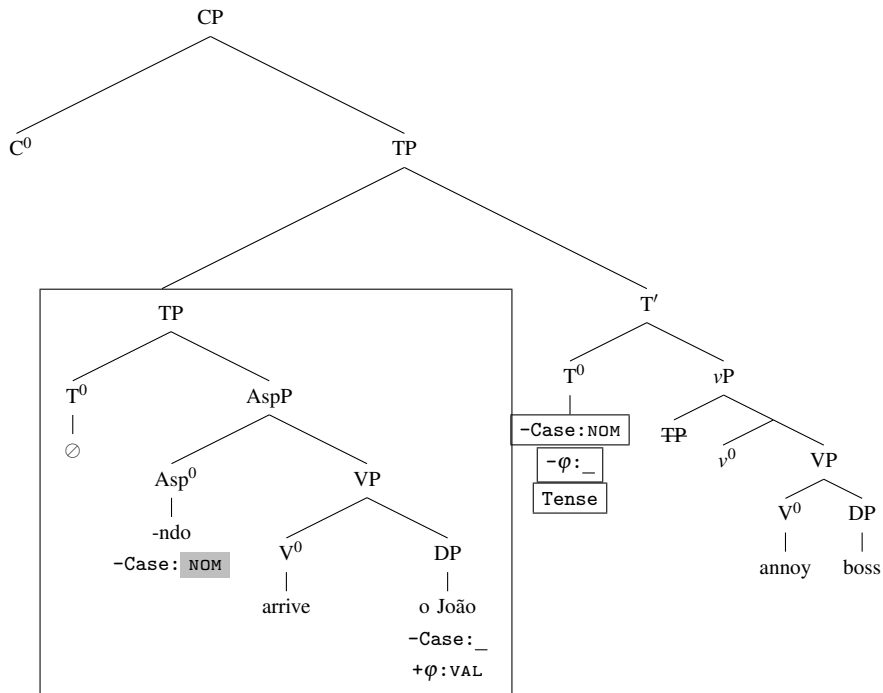 CP
C⁰ TP
TP T′
T⁰ AspP T⁰ vP
∅ Asp⁰ VP -Case:NOM TP v⁰ VP
-ndo V⁰ DP -φ:_ V⁰ DP
-Case: NOM arrive o João Tense annoy boss
-Case:_
+φ:VAL